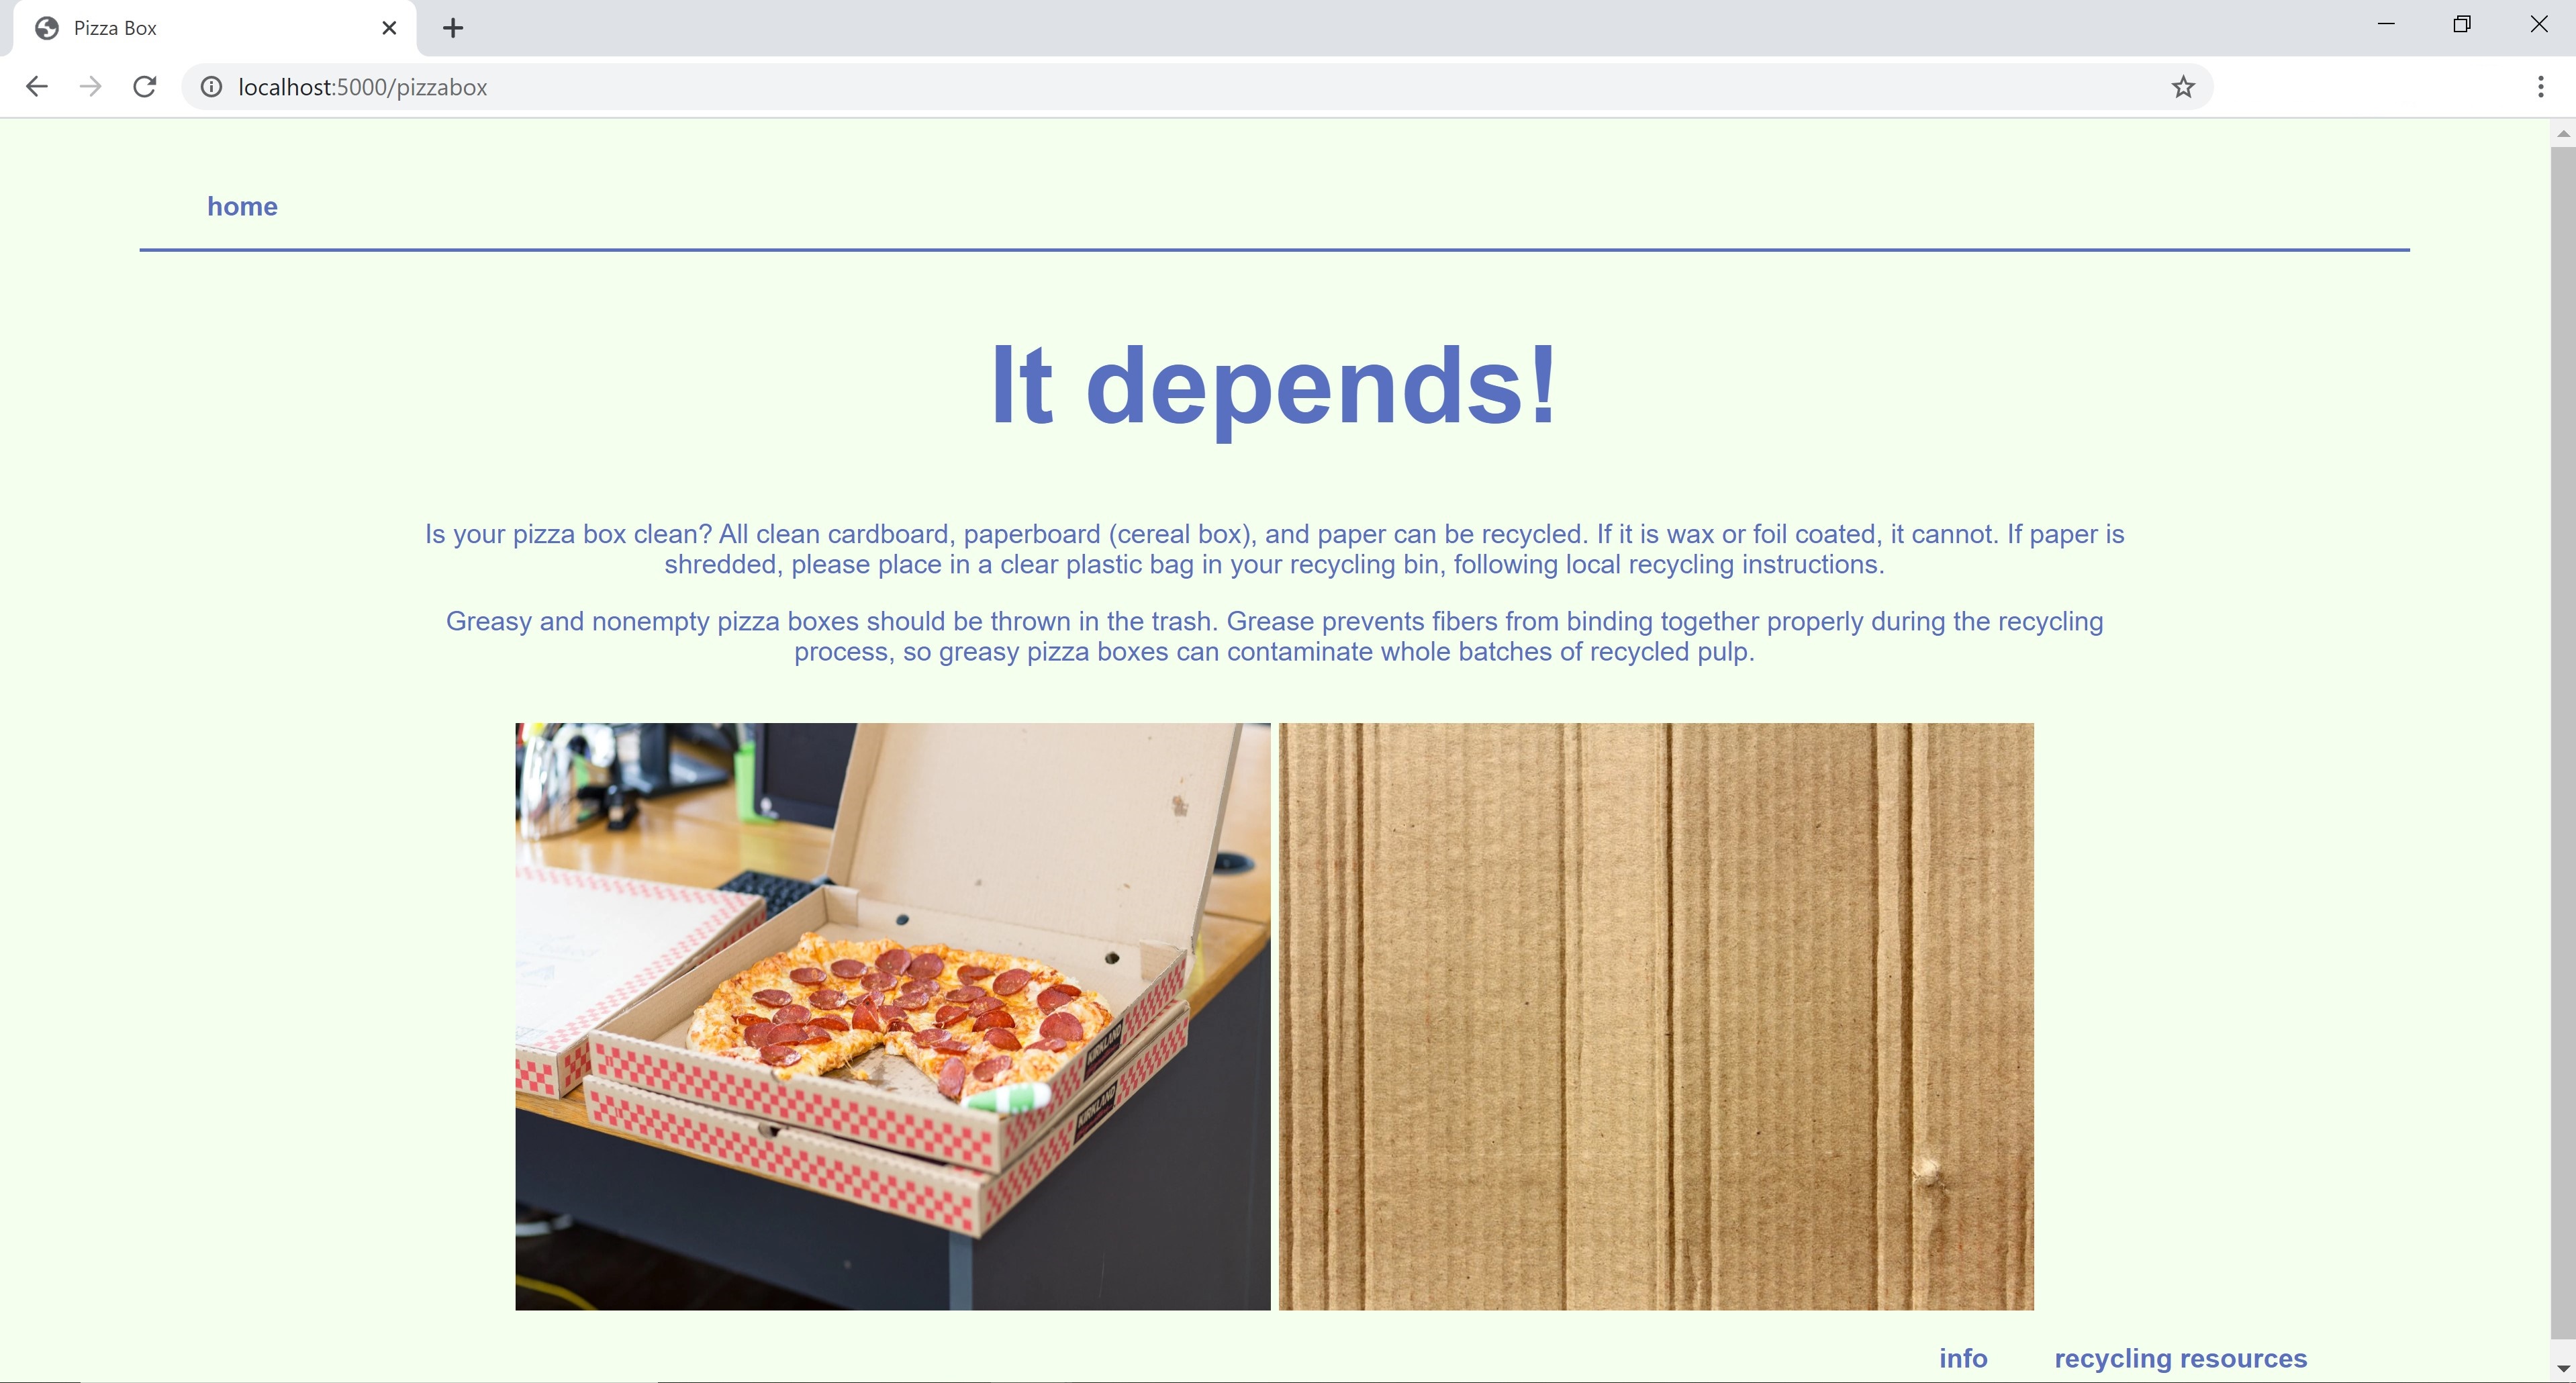 Pizza Box
localhost:5000/pizzabox
home
It depends!
Is your pizza box clean? All clean cardboard, paperboard (cereal box), and paper can be recycled. If it is wax or foil coated, it cannot. If paper is
shredded, please place in a clear plastic bag in your recycling bin, following local recycling instructions.
Greasy and nonempty pizza boxes should be thrown in the trash. Grease prevents fibers from binding together properly during the recycling
process, so greasy pizza boxes can contaminate whole batches of recycled pulp.
KIRKLAND
KIRKLAND
info recycling resources